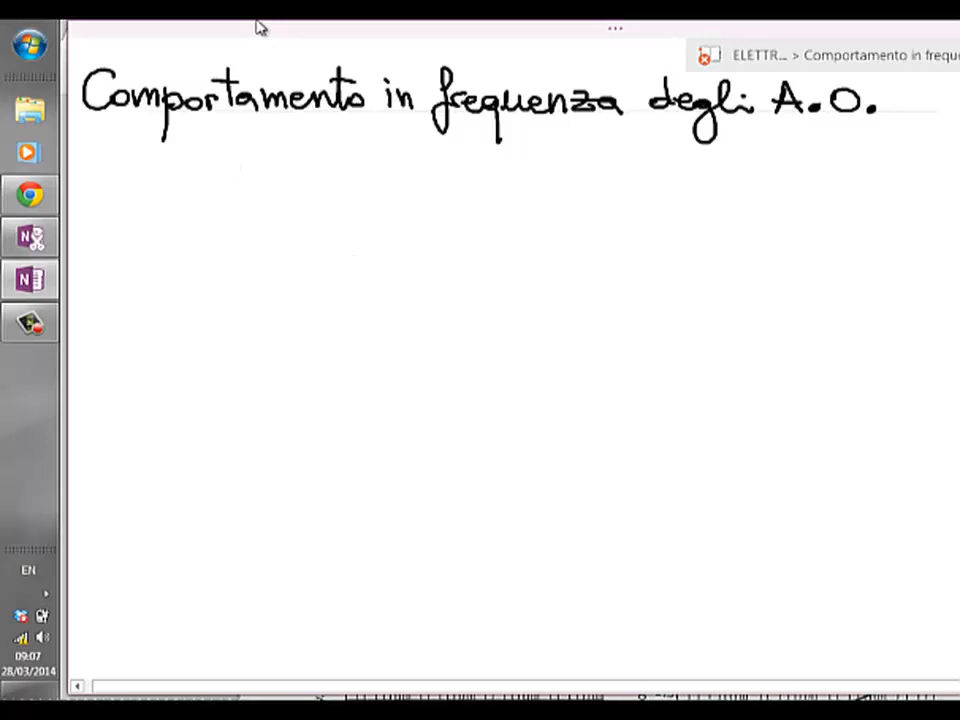 ELETTR... > Comportamento in freque
Comportamento in frequenza degli A.O.
EN
09:07
28/03/2014